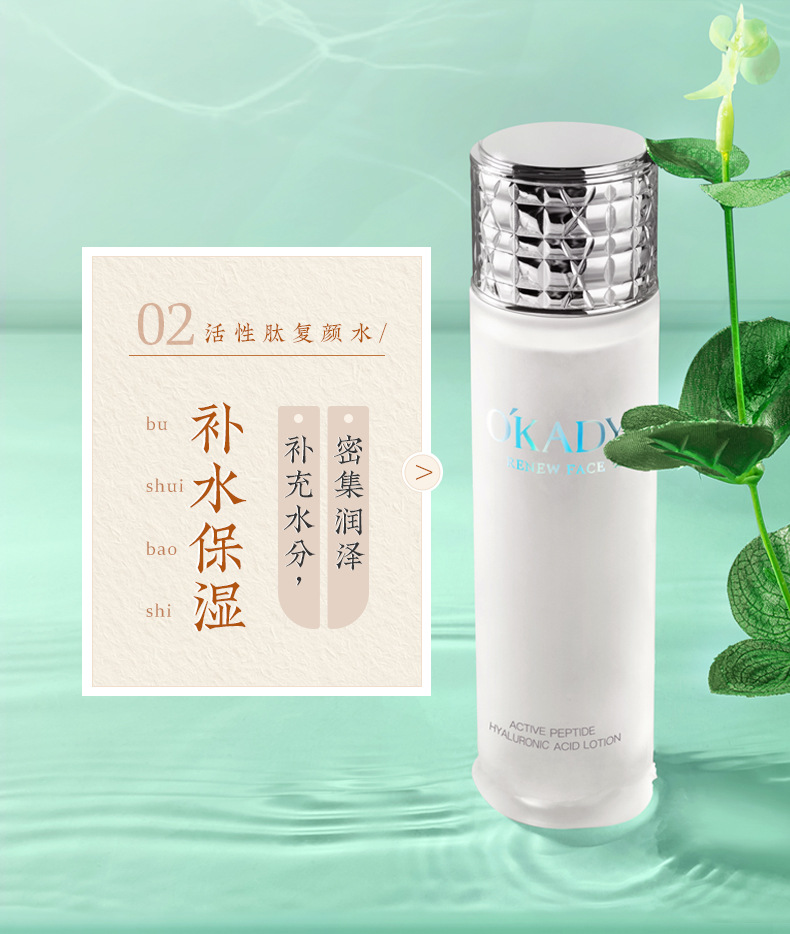 02 活性肽复颜水/
bu
shui
bao
shi
补水保湿
补充水分，
密集润泽
>
O'KADY
RENEW FACE
ACTIVE PEPTIDE
HYALURONIC ACID LOTION